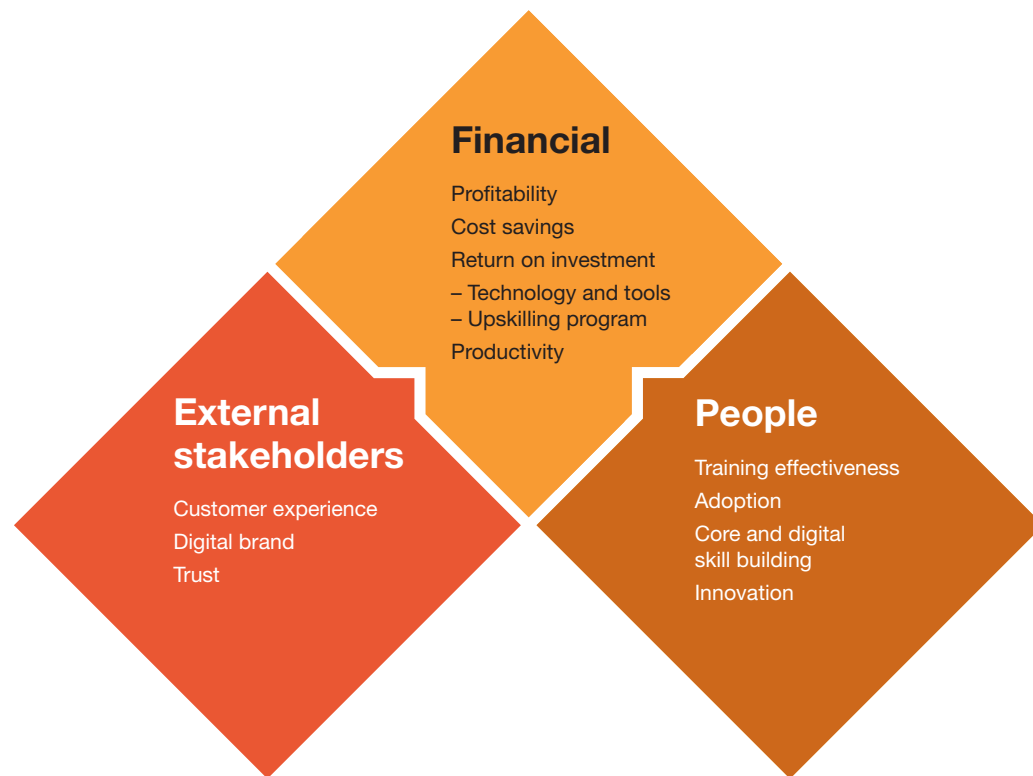 Financial
Profitability
Cost savings
Return on investment
– Technology and tools
– Upskilling program
Productivity
External
stakeholders
Customer experience
Digital brand
Trust
People
Training effectiveness
Adoption
Core and digital
skill building
Innovation